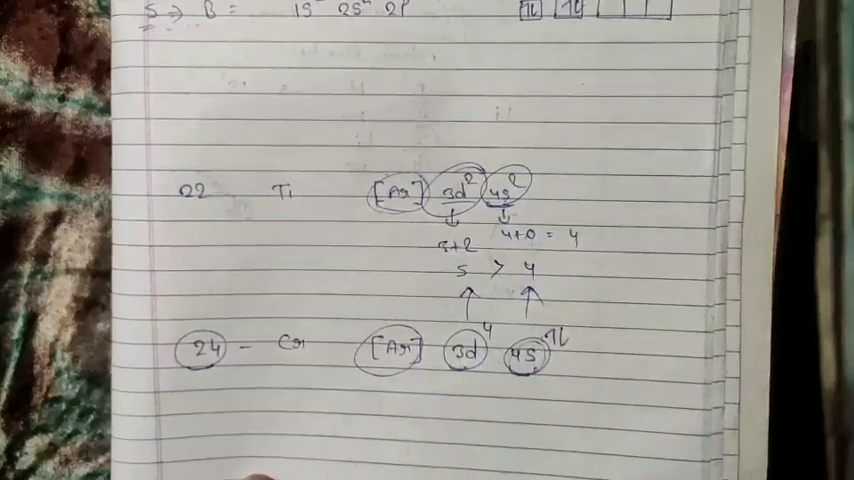 5 ⇒ B = 1s² 2s² 2p
22 Ti [Ar] 3d² 4s²
3+2 4+0 = 4
5 > 4
24 - Cr [Ar] 3d⁴ 4s